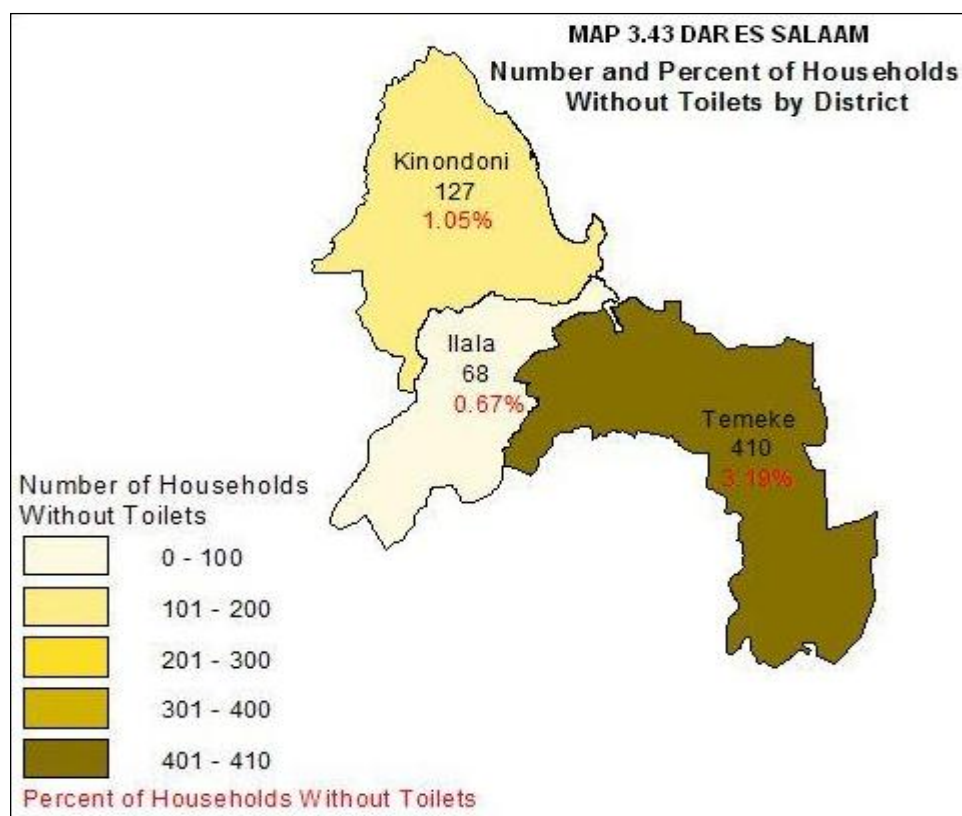 MAP 3.43 DAR ES SALAAM
Number and Percent of Households
Without Toilets by District
Kinondoni
127
1.05%
Ilala
68
0.67%
Temeke
410
3.19%
Number of Households
Without Toilets
0 - 100
101 - 200
201 - 300
301 - 400
401 - 410
Percent of Households Without Toilets